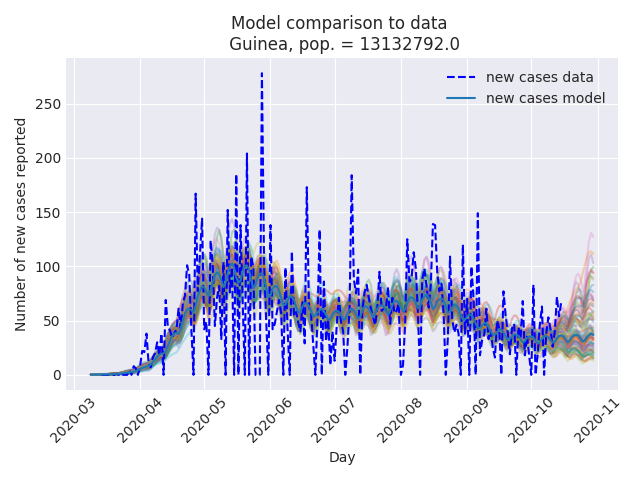 Model comparison to data
Guinea, pop. = 13132792.0
new cases data
new cases model
Number of new cases reported
250
200
150
100
50
0
2020-03
2020-04
2020-05
2020-06
2020-07
2020-08
2020-09
2020-10
2020-11
Day